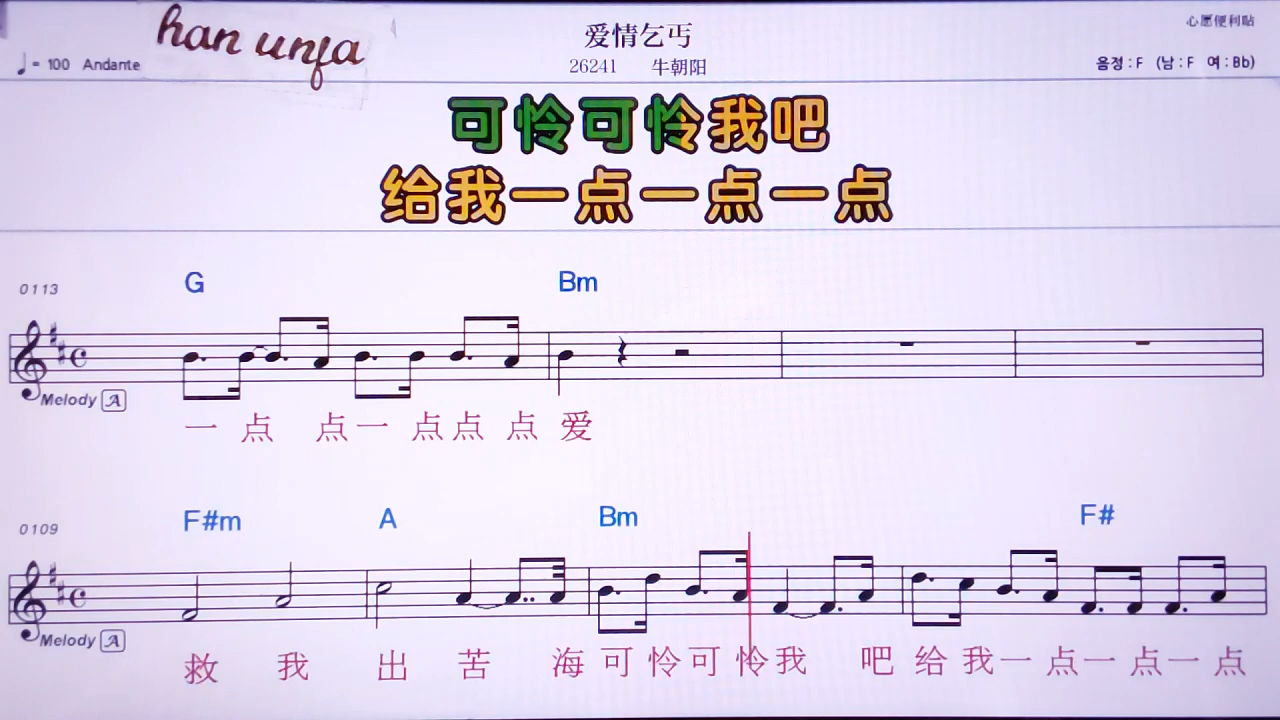 han unfa
心愿便利贴
爱情乞丐
♩= 100 Andante
26241 牛朝阳
음정 : F (남 : F 여 : Bb)
可怜可怜我吧
给我一点一点一点
0113
G Bm
Melody A
一点 点一 点点 点 爱
0109
F#m A Bm F#
Melody A
救 我 出 苦 海可怜可怜我 吧给我一点一点一点